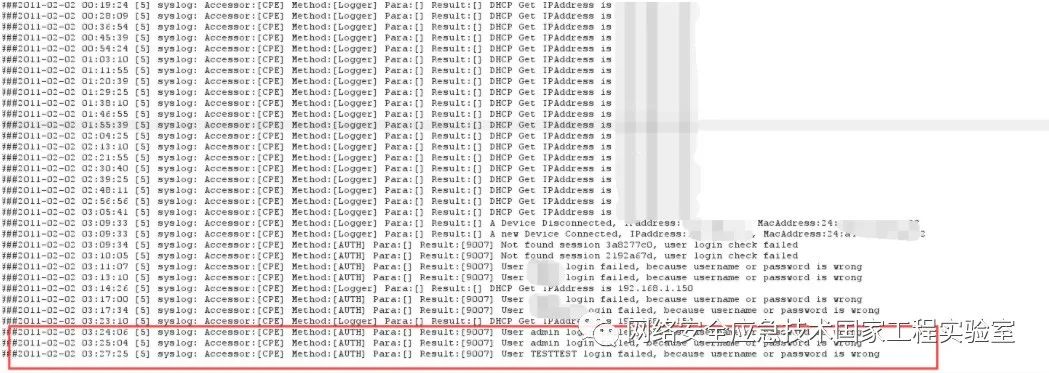 ###2011-02-02 00:19:24 [5] syslog: Accessor:[CPE] Method:[Logger] Para:[] Result:[] DHCP Get IPAddress is
###2011-02-02 00:28:09 [5] syslog: Accessor:[CPE] Method:[Logger] Para:[] Result:[] DHCP Get IPAddress is
###2011-02-02 00:36:54 [5] syslog: Accessor:[CPE] Method:[Logger] Para:[] Result:[] DHCP Get IPAddress is
###2011-02-02 00:45:39 [5] syslog: Accessor:[CPE] Method:[Logger] Para:[] Result:[] DHCP Get IPAddress is
###2011-02-02 00:54:24 [5] syslog: Accessor:[CPE] Method:[Logger] Para:[] Result:[] DHCP Get IPAddress is
###2011-02-02 01:03:10 [5] syslog: Accessor:[CPE] Method:[Logger] Para:[] Result:[] DHCP Get IPAddress is
###2011-02-02 01:11:55 [5] syslog: Accessor:[CPE] Method:[Logger] Para:[] Result:[] DHCP Get IPAddress is
###2011-02-02 01:20:39 [5] syslog: Accessor:[CPE] Method:[Logger] Para:[] Result:[] DHCP Get IPAddress is
###2011-02-02 01:29:25 [5] syslog: Accessor:[CPE] Method:[Logger] Para:[] Result:[] DHCP Get IPAddress is
###2011-02-02 01:38:10 [5] syslog: Accessor:[CPE] Method:[Logger] Para:[] Result:[] DHCP Get IPAddress is
###2011-02-02 01:46:55 [5] syslog: Accessor:[CPE] Method:[Logger] Para:[] Result:[] DHCP Get IPAddress is
###2011-02-02 01:55:39 [5] syslog: Accessor:[CPE] Method:[Logger] Para:[] Result:[] DHCP Get IPAddress is
###2011-02-02 02:04:25 [5] syslog: Accessor:[CPE] Method:[Logger] Para:[] Result:[] DHCP Get IPAddress is
###2011-02-02 02:13:10 [5] syslog: Accessor:[CPE] Method:[Logger] Para:[] Result:[] DHCP Get IPAddress is
###2011-02-02 02:21:55 [5] syslog: Accessor:[CPE] Method:[Logger] Para:[] Result:[] DHCP Get IPAddress is
###2011-02-02 02:30:40 [5] syslog: Accessor:[CPE] Method:[Logger] Para:[] Result:[] DHCP Get IPAddress is
###2011-02-02 02:39:25 [5] syslog: Accessor:[CPE] Method:[Logger] Para:[] Result:[] DHCP Get IPAddress is
###2011-02-02 02:48:11 [5] syslog: Accessor:[CPE] Method:[Logger] Para:[] Result:[] DHCP Get IPAddress is
###2011-02-02 02:56:56 [5] syslog: Accessor:[CPE] Method:[Logger] Para:[] Result:[] DHCP Get IPAddress is
###2011-02-02 03:05:41 [5] syslog: Accessor:[CPE] Method:[Logger] Para:[] Result:[] DHCP Get IPAddress is
###2011-02-02 03:09:33 [5] syslog: Accessor:[CPE] Method:[Logger] Para:[] Result:[] A Device Disconnected, MacAddress:24:
###2011-02-02 03:09:33 [5] syslog: Accessor:[CPE] Method:[Logger] Para:[] Result:[] A new Device Connected, IPaddress: , MacAddress:24:
###2011-02-02 03:09:34 [5] syslog: Accessor:[CPE] Method:[AUTH] Para:[] Result:[9007] Not found session 3a8277c0, user login check failed
###2011-02-02 03:10:05 [5] syslog: Accessor:[CPE] Method:[AUTH] Para:[] Result:[9007] Not found session 2192a67d, user login check failed
###2011-02-02 03:11:07 [5] syslog: Accessor:[CPE] Method:[AUTH] Para:[] Result:[9007] User login failed, because username or password is wrong
###2011-02-02 03:13:10 [5] syslog: Accessor:[CPE] Method:[AUTH] Para:[] Result:[9007] User login failed, because username or password is wrong
###2011-02-02 03:14:26 [5] syslog: Accessor:[CPE] Method:[Logger] Para:[] Result:[] DHCP Get IPAddress is 192.168.1.150
###2011-02-02 03:17:00 [5] syslog: Accessor:[CPE] Method:[AUTH] Para:[] Result:[9007] User login failed, because username or password is wrong
###2011-02-02 03:17:34 [5] syslog: Accessor:[CPE] Method:[AUTH] Para:[] Result:[9007] User login failed, because username or password is wrong
###2011-02-02 03:23:10 [5] syslog: Accessor:[CPE] Method:[Logger] Para:[] Result:[] DHCP Get
###2011-02-02 03:24:06 [5] syslog: Accessor:[CPE] Method:[AUTH] Para:[] Result:[9007] User admin
###2011-02-02 03:25:04 [5] syslog: Accessor:[CPE] Method:[AUTH] Para:[] Result:[9007] User admin because username or password is wrong
###2011-02-02 03:27:25 [5] syslog: Accessor:[CPE] Method:[AUTH] Para:[] Result:[9007] User TESTTEST login failed, because username or password is wrong
网络安全应急技术国家工程实验室